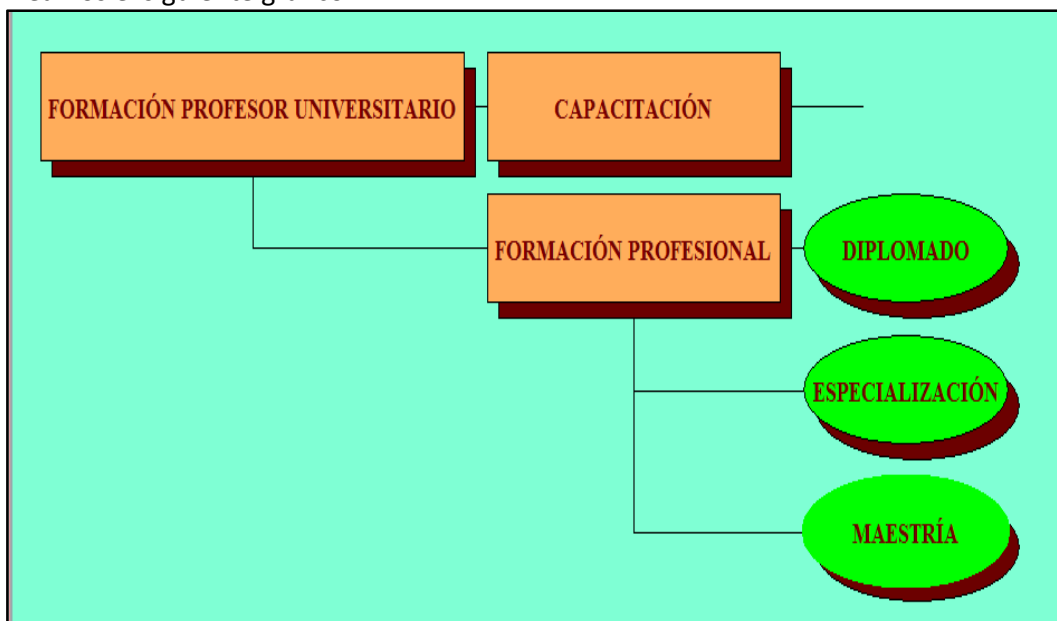 FORMACIÓN PROFESOR UNIVERSITARIO
CAPACITACIÓN
FORMACIÓN PROFESIONAL
DIPLOMADO
ESPECIALIZACIÓN
MAESTRÍA